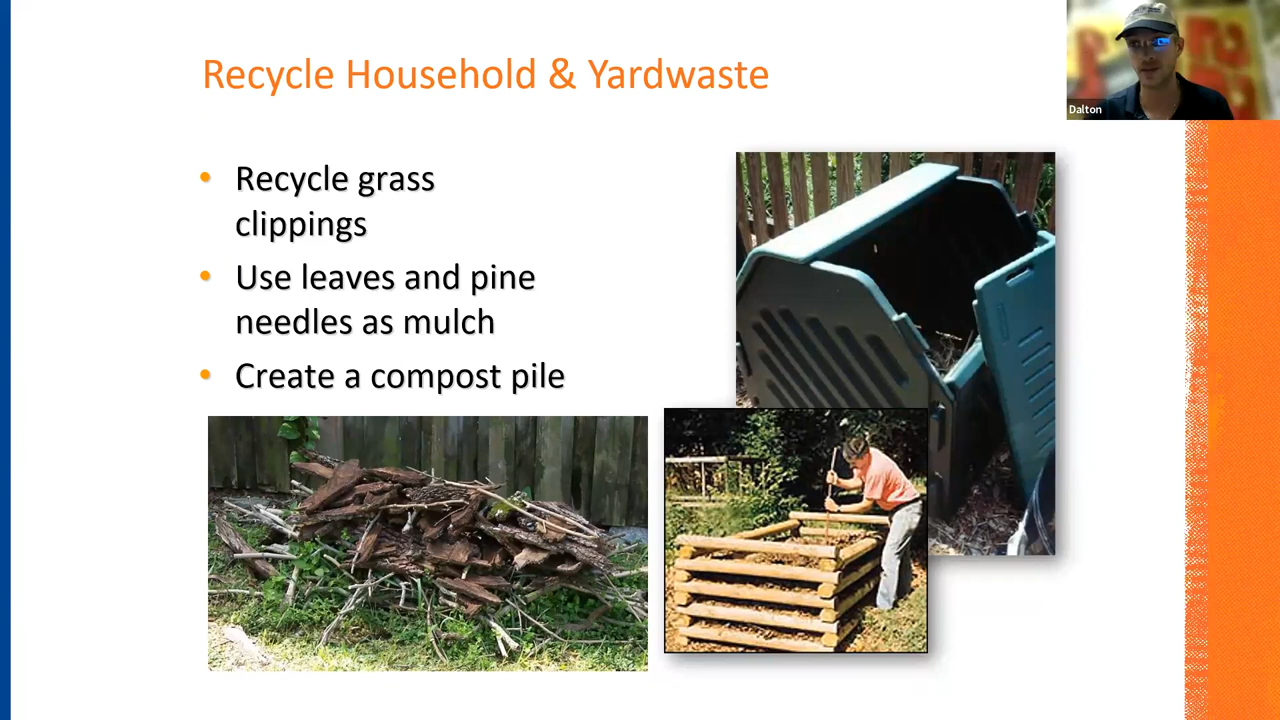 Recycle Household & Yardwaste
Dalton
• Recycle grass
clippings
• Use leaves and pine
needles as mulch
• Create a compost pile